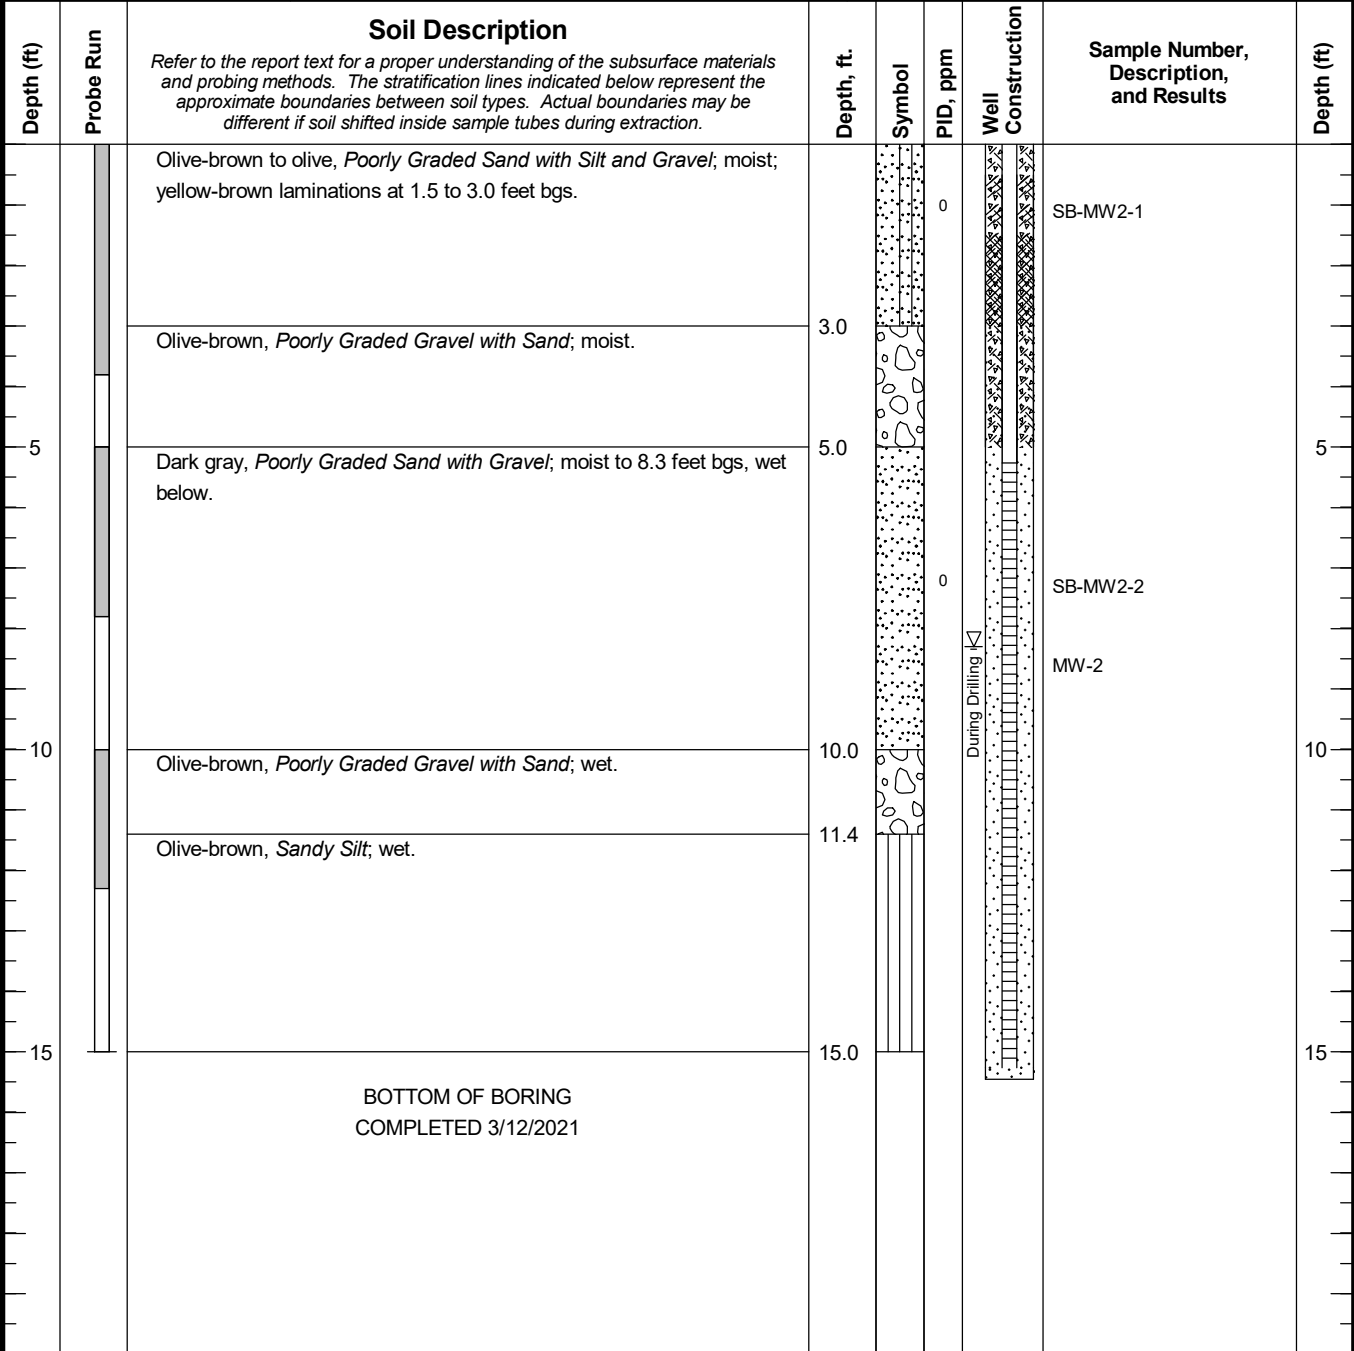 Depth (ft)
Probe Run
Soil Description
Refer to the report text for a proper understanding of the subsurface materials
and probing methods. The stratification lines indicated below represent the
approximate boundaries between soil types. Actual boundaries may be
different if soil shifted inside sample tubes during extraction.
Depth, ft.
Symbol
PID, ppm
Well
Construction
Sample Number,
Description,
and Results
Depth (ft)
Olive-brown to olive, Poorly Graded Sand with Silt and Gravel; moist;
yellow-brown laminations at 1.5 to 3.0 feet bgs.
0
SB-MW2-1
3.0
Olive-brown, Poorly Graded Gravel with Sand; moist.
5
5.0
5
Dark gray, Poorly Graded Sand with Gravel; moist to 8.3 feet bgs, wet
below.
0
SB-MW2-2
During Drilling
MW-2
10
10.0
10
Olive-brown, Poorly Graded Gravel with Sand; wet.
11.4
Olive-brown, Sandy Silt; wet.
15
15.0
15
BOTTOM OF BORING
COMPLETED 3/12/2021